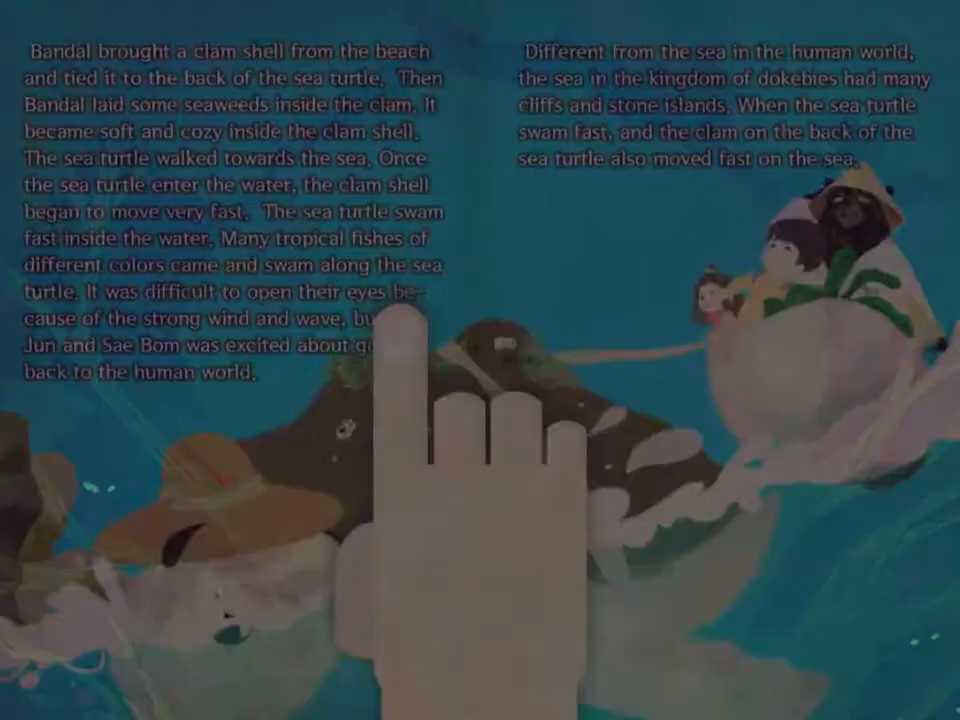 Bandal brought a clam shell from the beach
and tied it to the back of the sea turtle. Then
Bandal laid some seaweeds inside the clam. It
became soft and cozy inside the clam shell.
The sea turtle walked towards the sea. Once
the sea turtle enter the water, the clam shell
began to move very fast. The sea turtle swam
fast inside the water. Many tropical fishes of
different colors came and swam along the sea
turtle. It was difficult to open their eyes be-
cause of the strong wind and wave, bu
Jun and Sae Bom was excited about g
back to the human world.
Different from the sea in the human world,
the sea in the kingdom of dokebies had many
cliffs and stone islands. When the sea turtle
swam fast, and the clam on the back of the
sea turtle also moved fast on the sea.